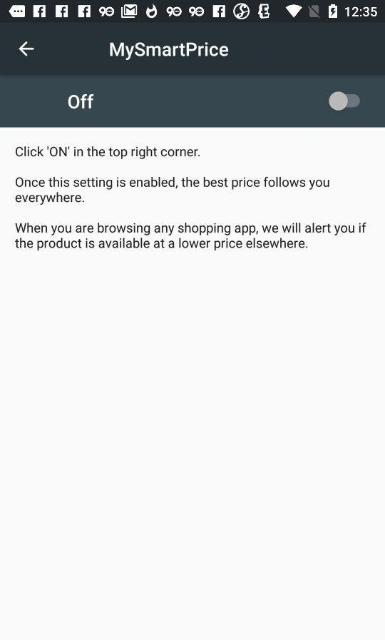 12:35
MySmartPrice
Off
Click 'ON' in the top right corner.
Once this setting is enabled, the best price follows you
everywhere.
When you are browsing any shopping app, we will alert you if
the product is available at a lower price elsewhere.